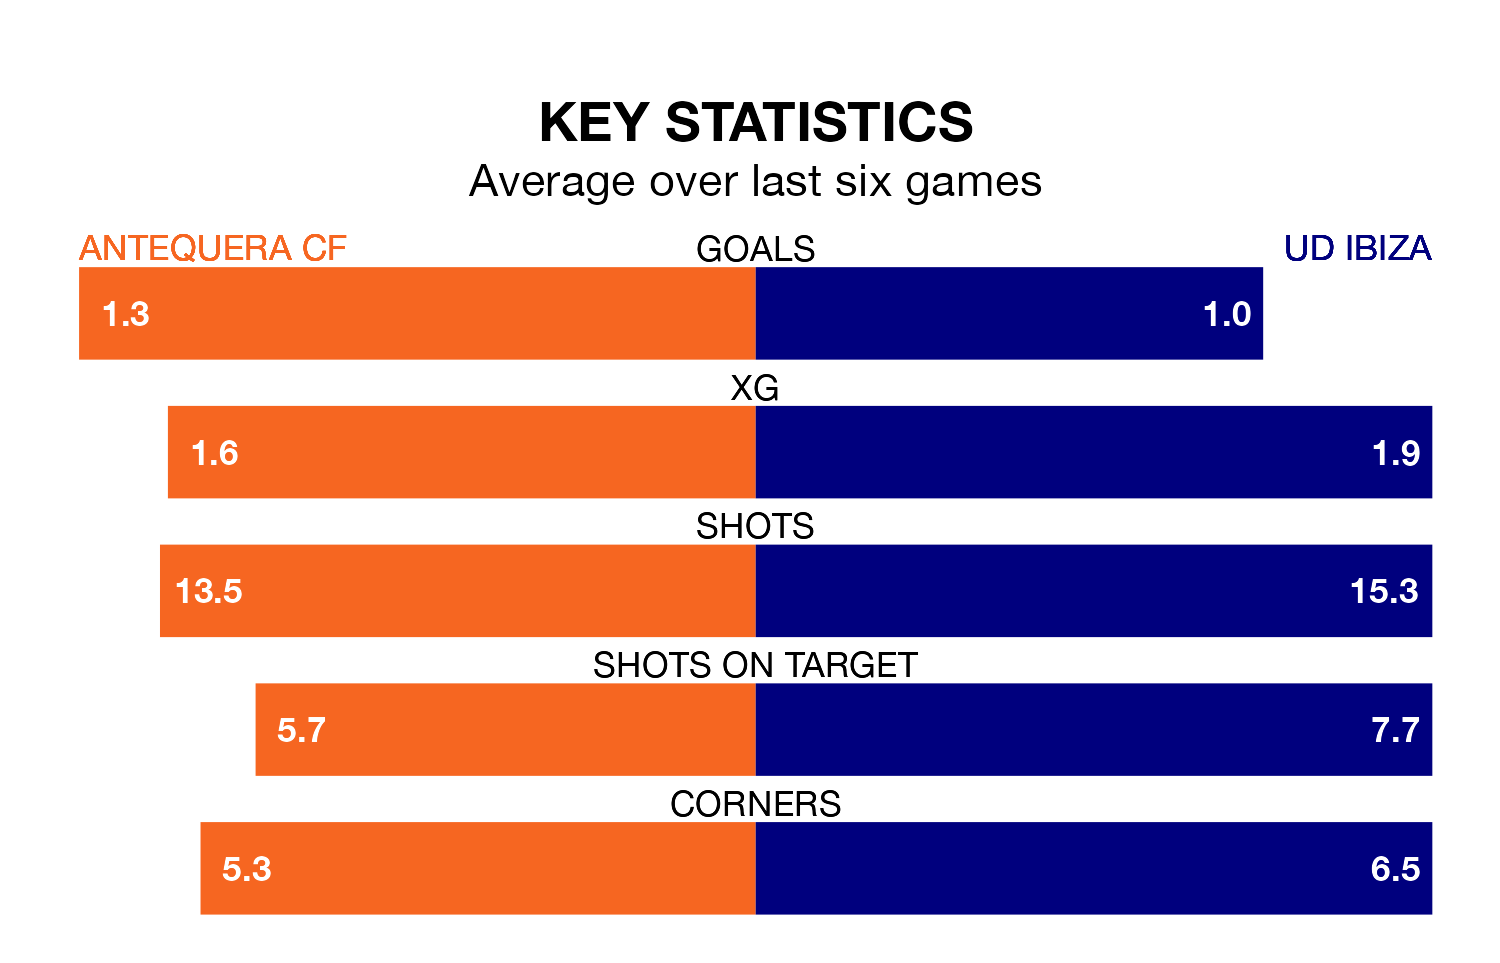 KEY STATISTICS
Average over last six games
ANTEQUERA CF GOALS UD IBIZA
1.3 1.0
XG
1.6 1.9
SHOTS
13.5 15.3
SHOTS ON TARGET
5.7 7.7
CORNERS
5.3 6.5